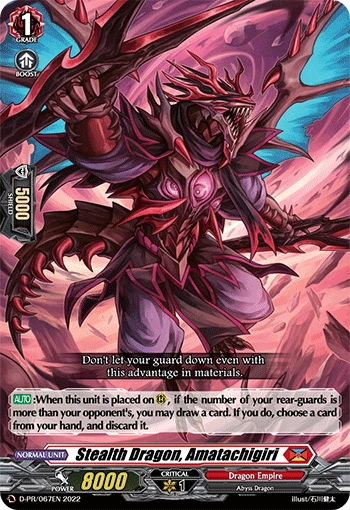 1
GRADE
BOOST
5000
SHIELD
Don't let your guard down even with
this advantage in materials.
AUTO :When this unit is placed on R, if the number of your rear-guards is
more than your opponent's, you may draw a card. If you do, choose a card
from your hand, and discard it.
NORMAL UNIT
Stealth Dragon, Amatachigiri
POWER 8000
CRITICAL
1
Dragon Empire
Abyss Dragon
D-PR/067EN 2022
illust/石川健太